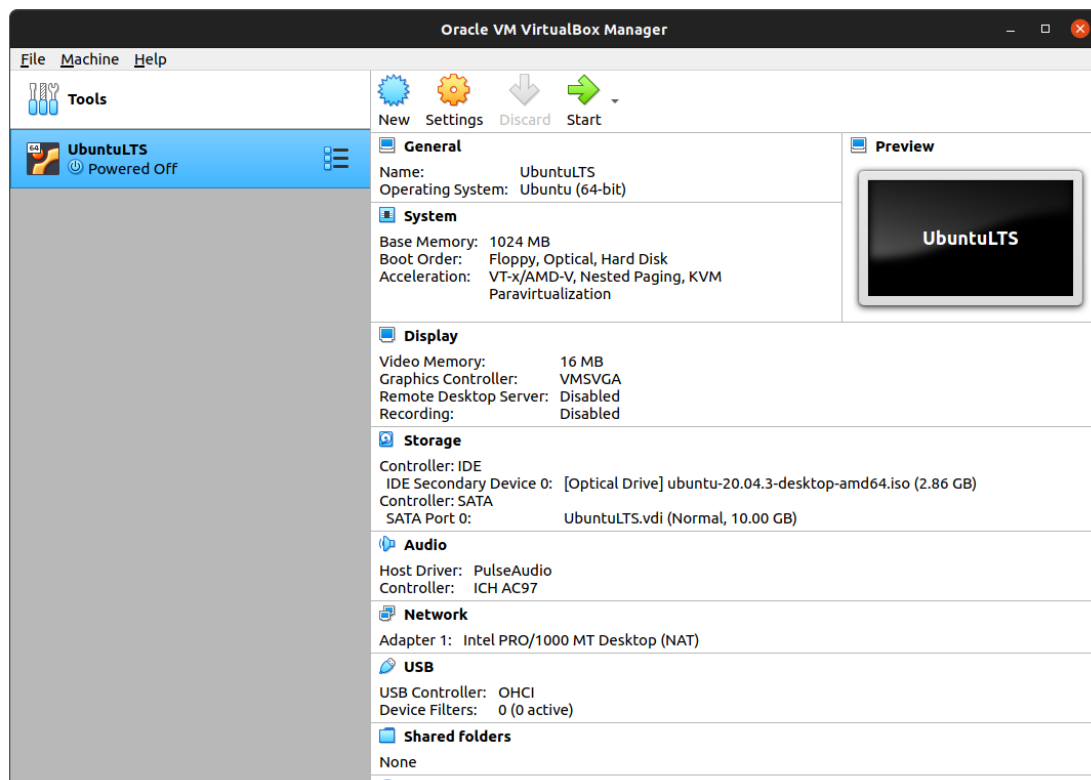 Oracle VM VirtualBox Manager
File Machine Help
Tools
New Settings Discard Start
64
UbuntuLTS
Powered Off
General
Name: UbuntuLTS
Operating System: Ubuntu (64-bit)
Preview
UbuntuLTS
System
Base Memory: 1024 MB
Boot Order: Floppy, Optical, Hard Disk
Acceleration: VT-x/AMD-V, Nested Paging, KVM
Paravirtualization
Display
Video Memory: 16 MB
Graphics Controller: VMSVGA
Remote Desktop Server: Disabled
Recording: Disabled
Storage
Controller: IDE
IDE Secondary Device 0: [Optical Drive] ubuntu-20.04.3-desktop-amd64.iso (2.86 GB)
Controller: SATA
SATA Port 0: UbuntuLTS.vdi (Normal, 10.00 GB)
Audio
Host Driver: PulseAudio
Controller: ICH AC97
Network
Adapter 1: Intel PRO/1000 MT Desktop (NAT)
USB
USB Controller: OHCI
Device Filters: 0 (0 active)
Shared folders
None